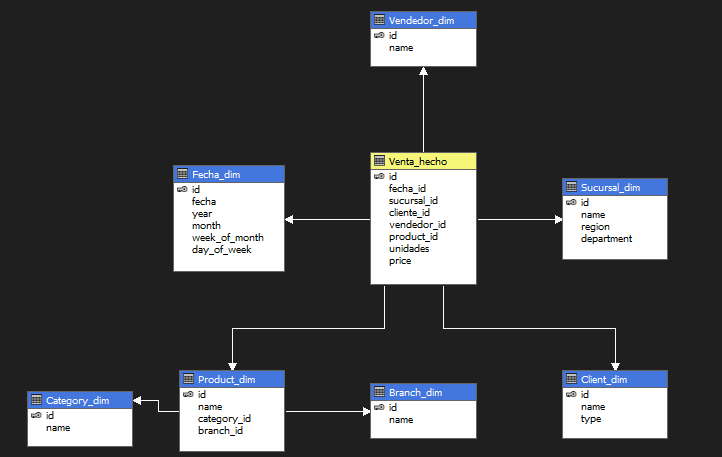 Vendedor_dim
id
name
Venta_hecho
id
fecha_id
sucursal_id
cliente_id
vendedor_id
product_id
unidades
price
Fecha_dim
id
fecha
year
month
week_of_month
day_of_week
Sucursal_dim
id
name
region
department
Product_dim
id
name
category_id
branch_id
Category_dim
id
name
Branch_dim
id
name
Client_dim
id
name
type